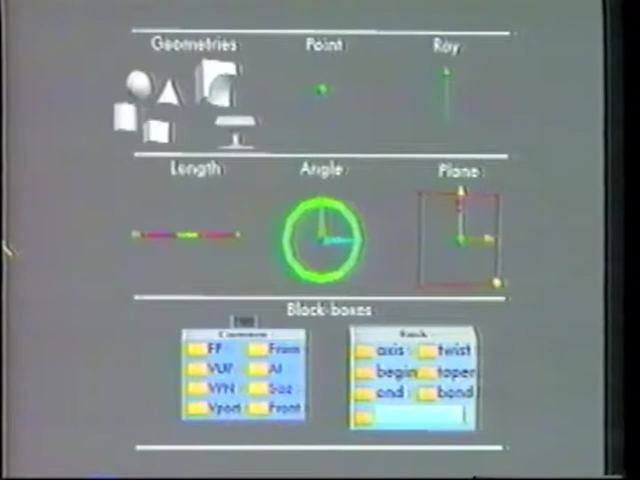 Geometries Point Ray
Length Angle Plane
Black-boxes
Camera Rack
FP From
VUP At
VPN Size
Vport Front
axis twist
begin taper
end bend